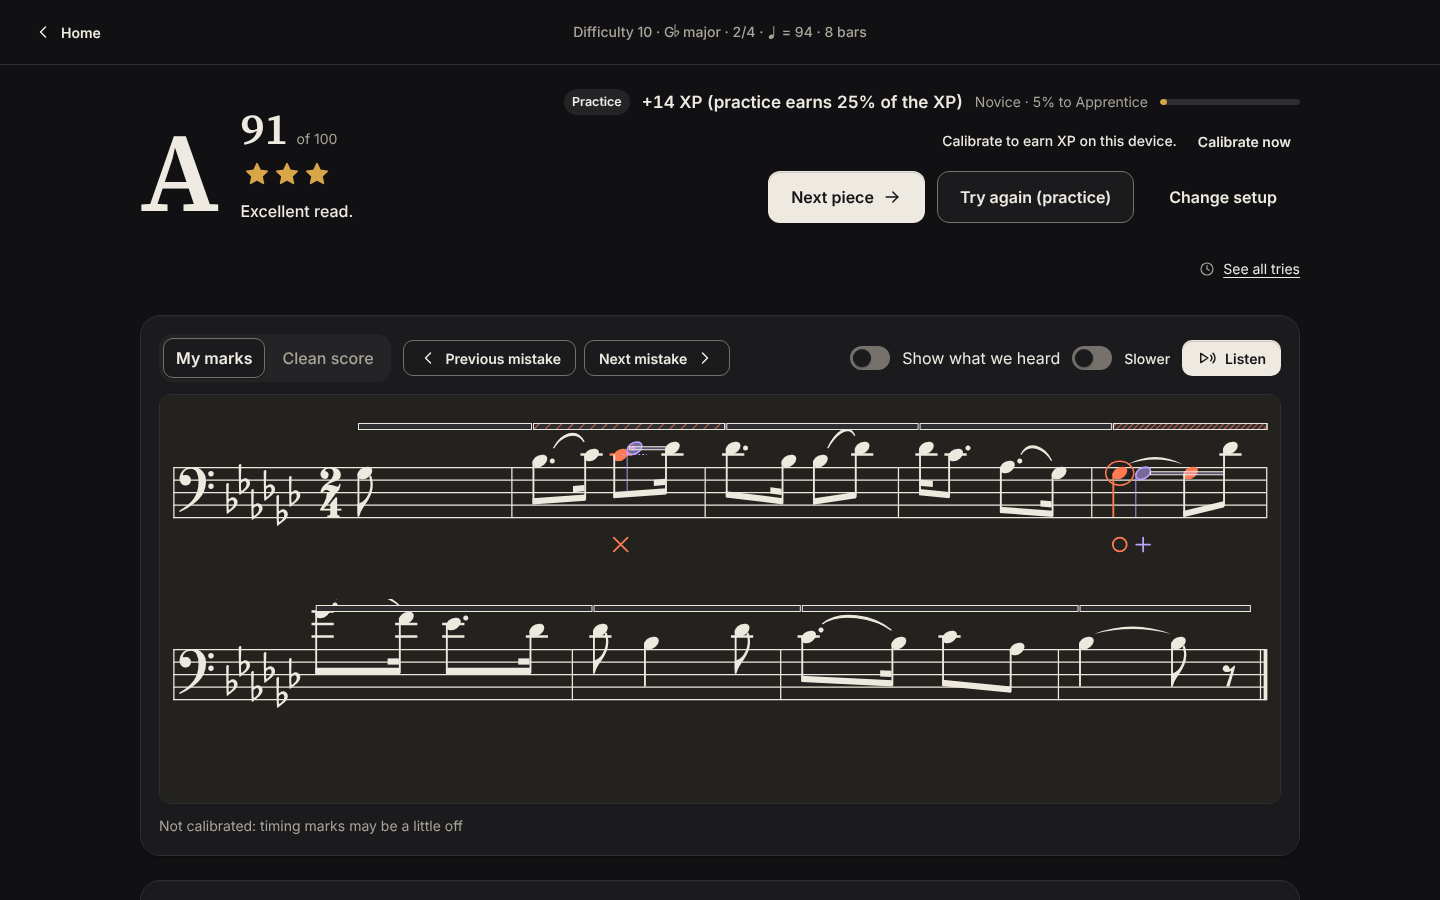 Home
Difficulty 10 · G♭ major · 2/4 · ♩ = 94 · 8 bars
A
91 of 100
Excellent read.
Practice +14 XP (practice earns 25% of the XP) Novice · 5% to Apprentice
Calibrate to earn XP on this device. Calibrate now
Next piece → Try again (practice) Change setup
See all tries
My marks Clean score Previous mistake Next mistake Show what we heard Slower Listen
2
4
Not calibrated: timing marks may be a little off